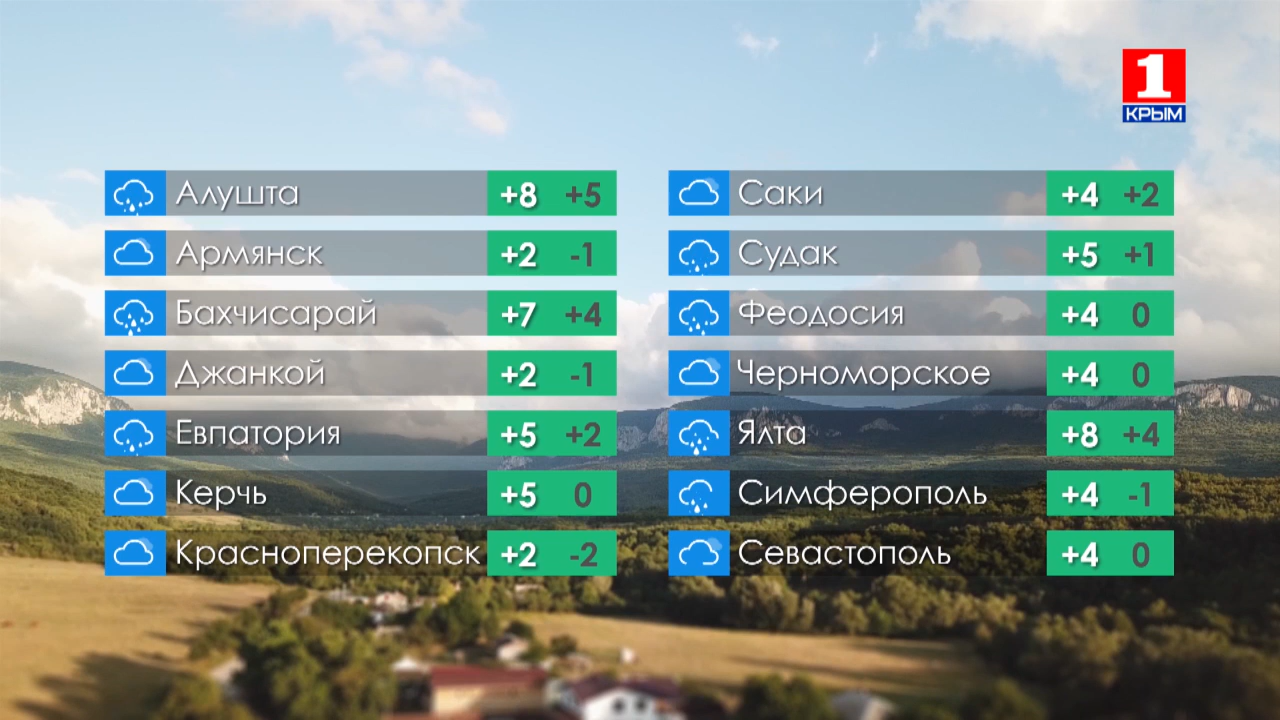 1
КРЫМ
Алушта +8 +5
Армянск +2 -1
Бахчисарай +7 +4
Джанкой +2 -1
Евпатория +5 +2
Керчь +5 0
Красноперекопск +2 -2
Саки +4 +2
Судак +5 +1
Феодосия +4 0
Черноморское +4 0
Ялта +8 +4
Симферополь +4 -1
Севастополь +4 0